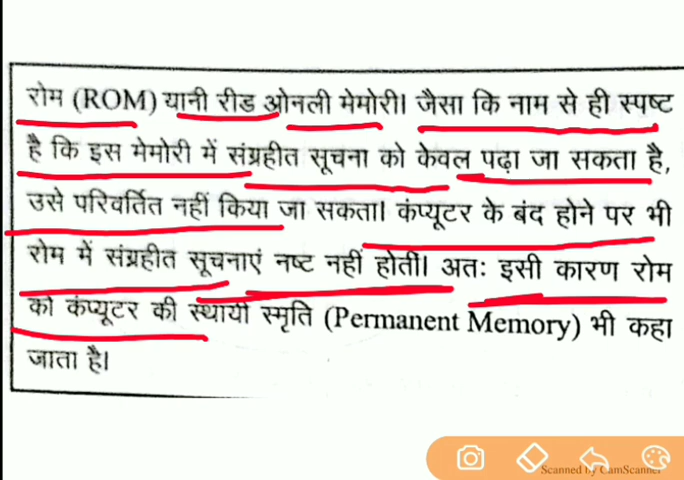 रोम (ROM) यानी रीड ओनली मेमोरी। जैसा कि नाम से ही स्पष्ट
है कि इस मेमोरी में संग्रहीत सूचना को केवल पढ़ा जा सकता है,
उसे परिवर्तित नहीं किया जा सकता। कंप्यूटर के बंद होने पर भी
रोम में संग्रहीत सूचनाएं नष्ट नहीं होतीं। अतः इसी कारण रोम
को कंप्यूटर की स्थायी स्मृति (Permanent Memory) भी कहा
जाता है।
Scanned by CamScanner